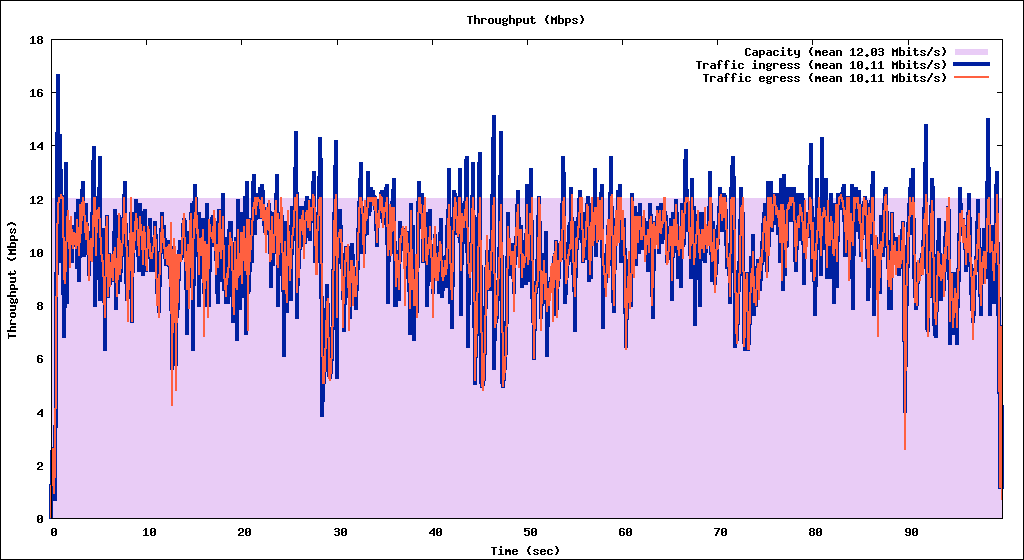 Throughput (Mbps)
Capacity (mean 12.03 Mbits/s)
Traffic ingress (mean 10.11 Mbits/s)
Traffic egress (mean 10.11 Mbits/s)
Throughput (Mbps)
18
16
14
12
10
8
6
4
2
0
0 10 20 30 40 50 60 70 80 90
Time (sec)